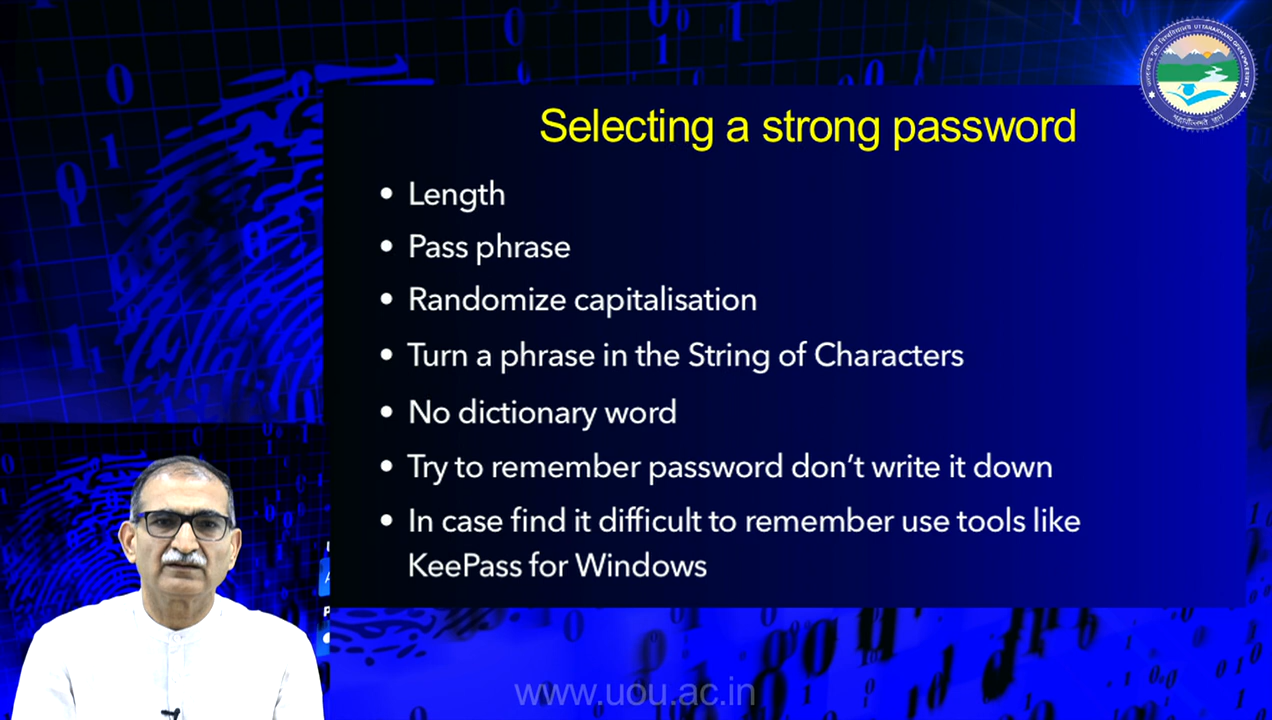 Selecting a strong password
• Length
• Pass phrase
• Randomize capitalisation
• Turn a phrase in the String of Characters
• No dictionary word
• Try to remember password don't write it down
• In case find it difficult to remember use tools like
KeePass for Windows
www.uou.ac.in